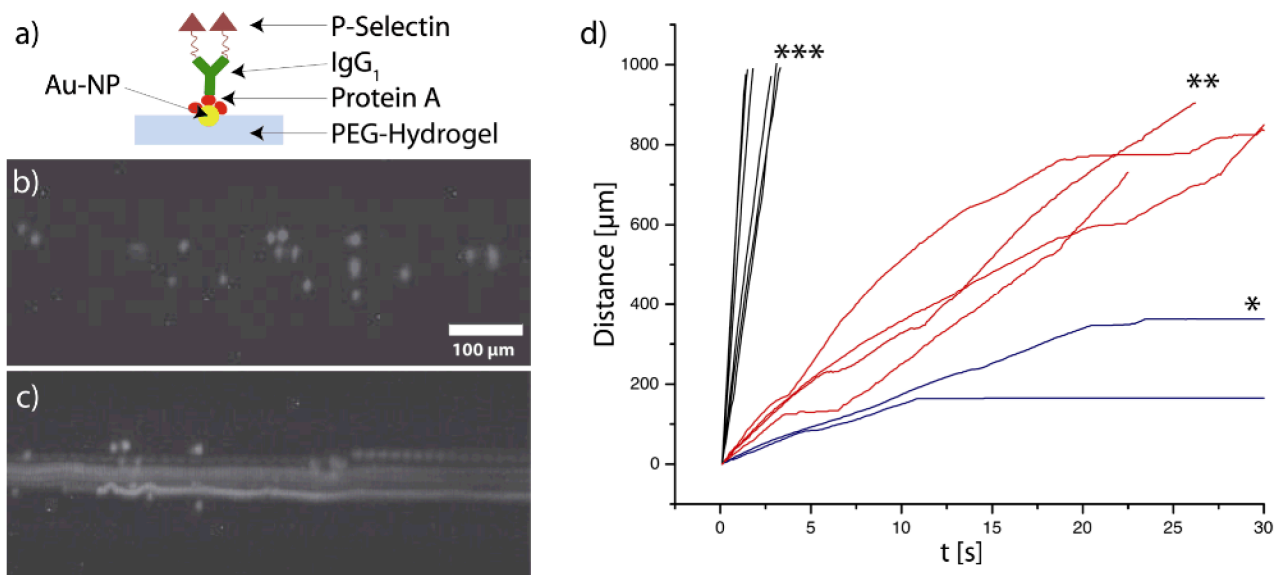 a)
P-Selectin
IgG₁
Au-NP
Protein A
PEG-Hydrogel
b)
100 µm
c)
d)
***
**
*
1000
800
600
400
200
0
Distance [µm]
0 5 10 15 20 25 30
t [s]